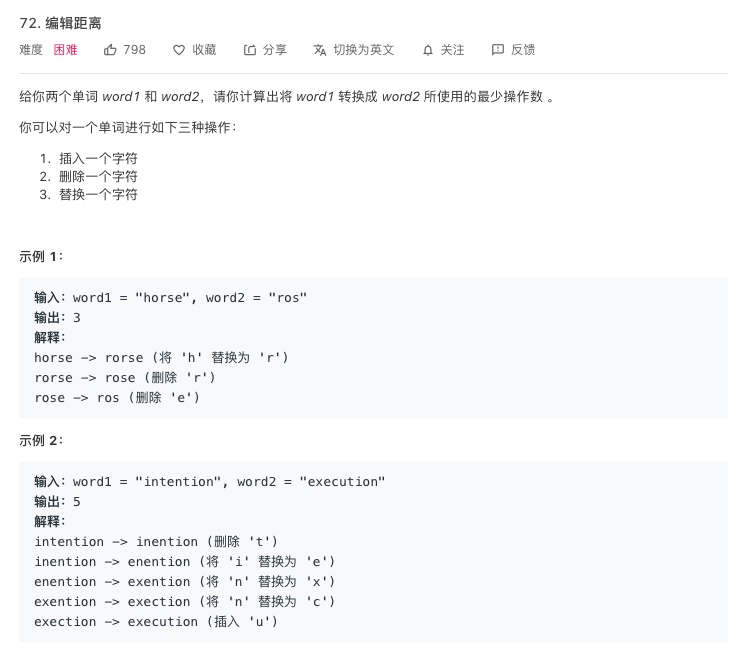 72. 编辑距离
难度 困难 798 收藏 分享 切换为英文 关注 反馈
给你两个单词 word1 和 word2，请你计算出将 word1 转换成 word2 所使用的最少操作数 。
你可以对一个单词进行如下三种操作：
1. 插入一个字符
2. 删除一个字符
3. 替换一个字符
示例 1：
输入：word1 = "horse", word2 = "ros"
输出：3
解释：
horse -> rorse (将 'h' 替换为 'r')
rorse -> rose (删除 'r')
rose -> ros (删除 'e')
示例 2：
输入：word1 = "intention", word2 = "execution"
输出：5
解释：
intention -> inention (删除 't')
inention -> enention (将 'i' 替换为 'e')
enention -> exention (将 'n' 替换为 'x')
exention -> exection (将 'n' 替换为 'c')
exection -> execution (插入 'u')